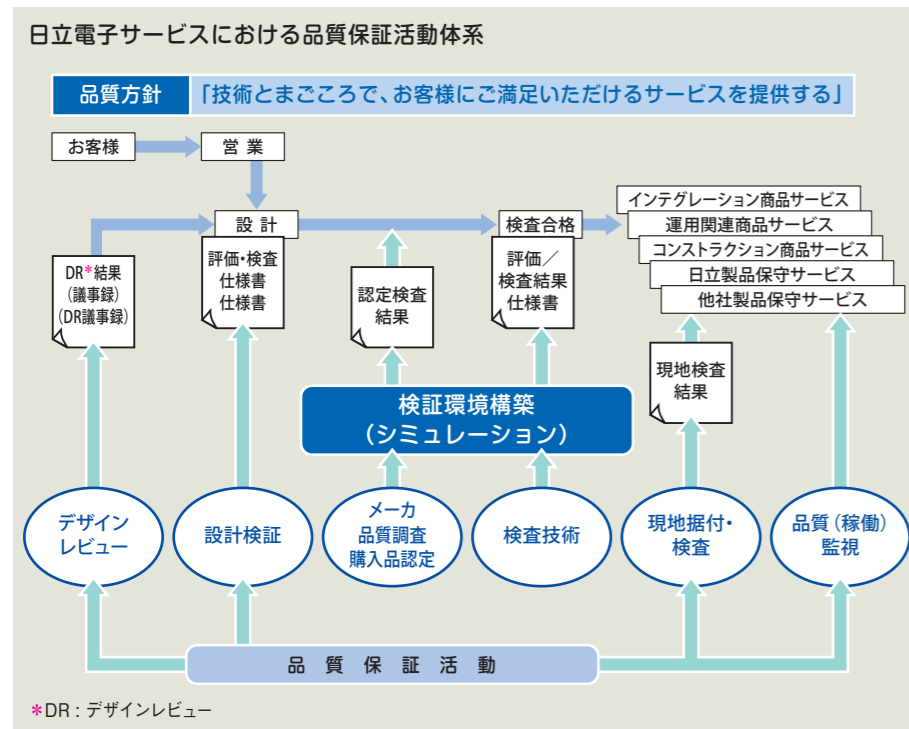 日立電子サービスにおける品質保証活動体系
品質方針
「技術とまごころで、お客様にご満足いただけるサービスを提供する」
お客様
営業
設計
検査合格
インテグレーション商品サービス
運用関連商品サービス
コンストラクション商品サービス
日立製品保守サービス
他社製品保守サービス
DR*結果
(議事録)
(DR議事録)
評価・検査
仕様書
仕様書
認定検査
結果
評価/
検査結果
仕様書
現地検査
結果
検証環境構築
(シミュレーション)
デザイン
レビュー
設計検証
メーカ
品質調査
購入品認定
検査技術
現地据付・
検査
品質(稼働)
監視
品質保証活動
*DR:デザインレビュー